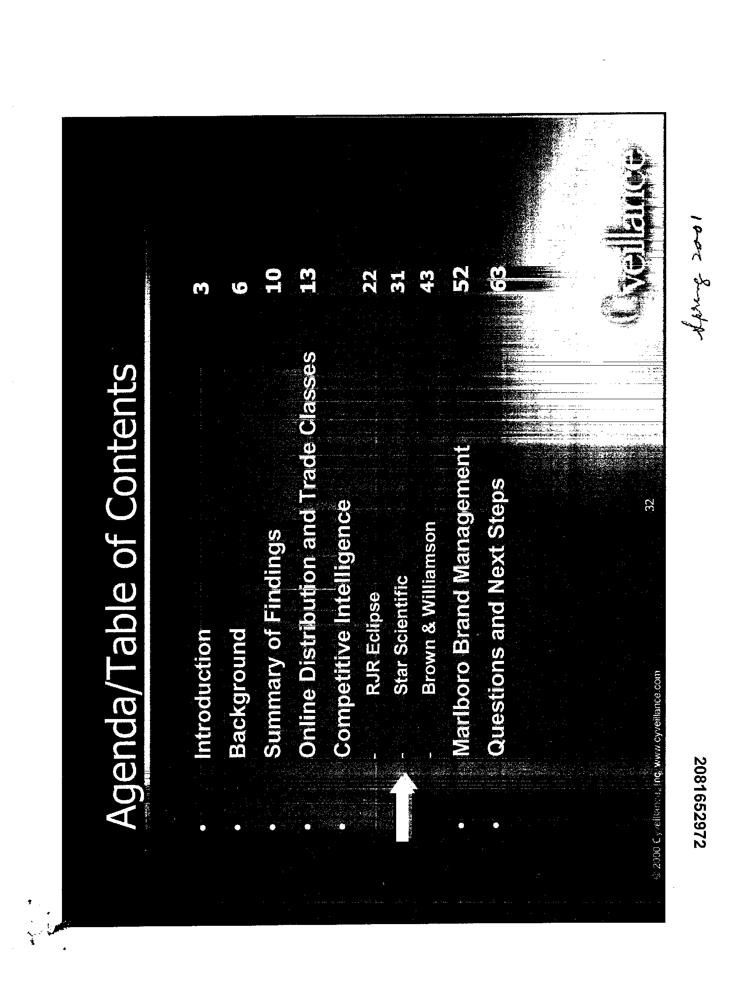 Agenda/Table of Contents
• Introduction 3
• Background 6
• Summary of Findings 10
• Online Distribution and Trade Classes 13
• Competitive Intelligence
- RJR Eclipse 22
- Star Scientific 31
- Brown & Williamson 43
• Marlboro Brand Management 52
• Questions and Next Steps 63
© 2000 Cyveillance, Inc. www.cyveillance.com
32
Cyveillance
2081652972
Spring 2001